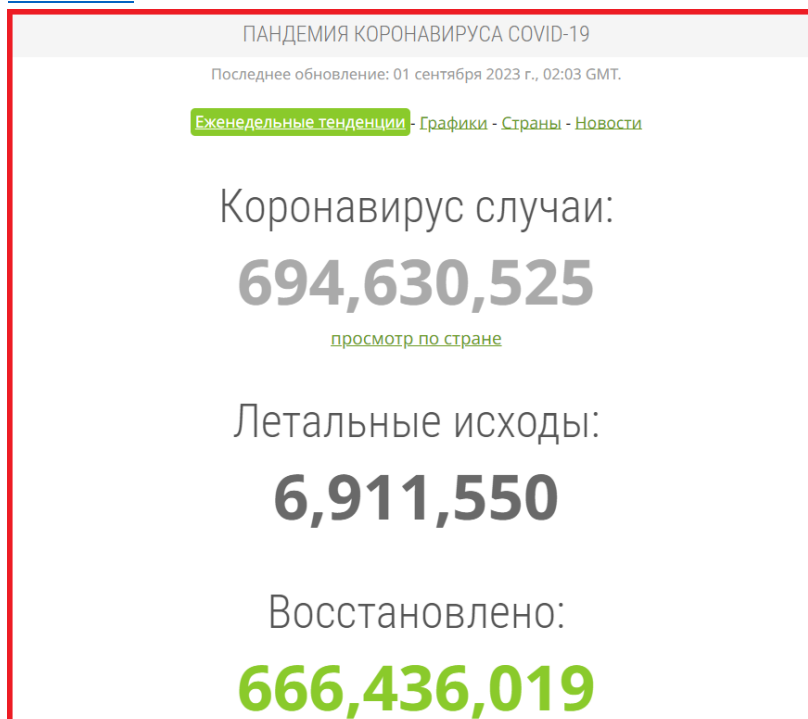 ПАНДЕМИЯ КОРОНАВИРУСА COVID-19
Последнее обновление: 01 сентября 2023 г., 02:03 GMT.
Еженедельные тенденции - Графики - Страны - Новости
Коронавирус случаи:
694,630,525
просмотр по стране
Летальные исходы:
6,911,550
Восстановлено:
666,436,019